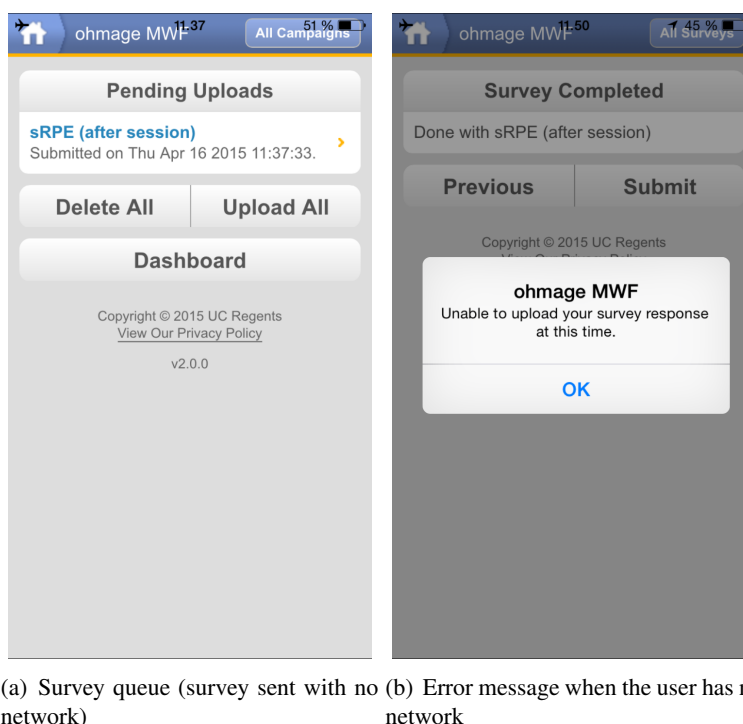 11.37
51 %
ohmage MWF
All Campaigns
Pending Uploads
sRPE (after session)
Submitted on Thu Apr 16 2015 11:37:33.
Delete All
Upload All
Dashboard
Copyright © 2015 UC Regents
View Our Privacy Policy
v2.0.0
(a) Survey queue (survey sent with no
network)
11.50
45 %
ohmage MWF
All Surveys
Survey Completed
Done with sRPE (after session)
Previous
Submit
Copyright © 2015 UC Regents
View Our Privacy Policy
ohmage MWF
Unable to upload your survey response
at this time.
OK
(b) Error message when the user has
network